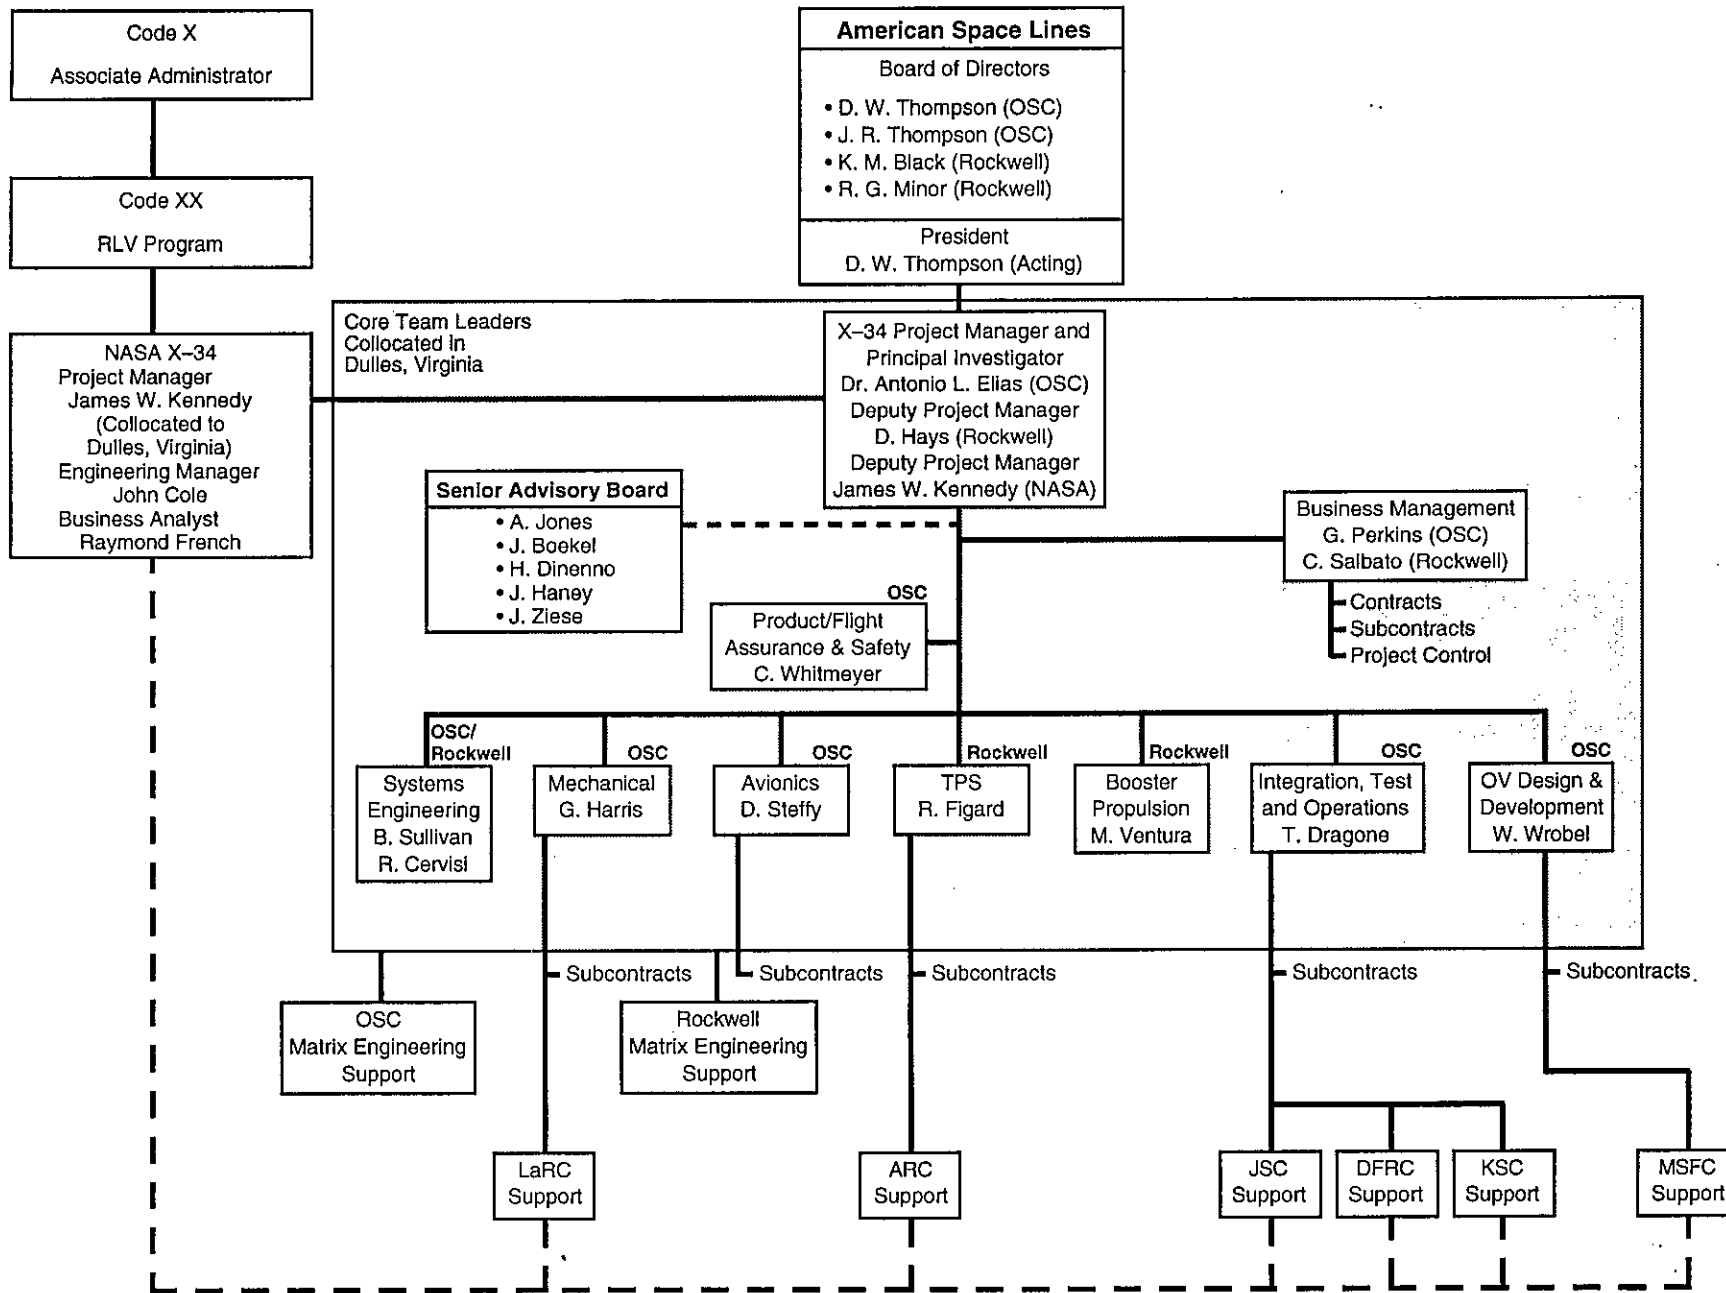 Code X
Associate Administrator
Code XX
RLV Program
NASA X–34
Project Manager
James W. Kennedy
(Collocated to
Dulles, Virginia)
Engineering Manager
John Cole
Business Analyst
Raymond French
American Space Lines
Board of Directors
• D. W. Thompson (OSC)
• J. R. Thompson (OSC)
• K. M. Black (Rockwell)
• R. G. Minor (Rockwell)
President
D. W. Thompson (Acting)
Core Team Leaders
Collocated In
Dulles, Virginia
X–34 Project Manager and
Principal Investigator
Dr. Antonio L. Elias (OSC)
Deputy Project Manager
D. Hays (Rockwell)
Deputy Project Manager
James W. Kennedy (NASA)
Senior Advisory Board
• A. Jones
• J. Boekel
• H. Dinenno
• J. Haney
• J. Ziese
Business Management
G. Perkins (OSC)
C. Salbato (Rockwell)
Contracts
Subcontracts
Project Control
OSC
Product/Flight
Assurance & Safety
C. Whitmeyer
OSC/
Rockwell
Systems
Engineering
B. Sullivan
R. Cervisi
OSC
Mechanical
G. Harris
OSC
Avionics
D. Steffy
Rockwell
TPS
R. Figard
Rockwell
Booster
Propulsion
M. Ventura
OSC
Integration, Test
and Operations
T. Dragone
OSC
OV Design &
Development
W. Wrobel
Subcontracts
Subcontracts
Subcontracts
Subcontracts
Subcontracts
OSC
Matrix Engineering
Support
Rockwell
Matrix Engineering
Support
LaRC
Support
ARC
Support
JSC
Support
DFRC
Support
KSC
Support
MSFC
Support